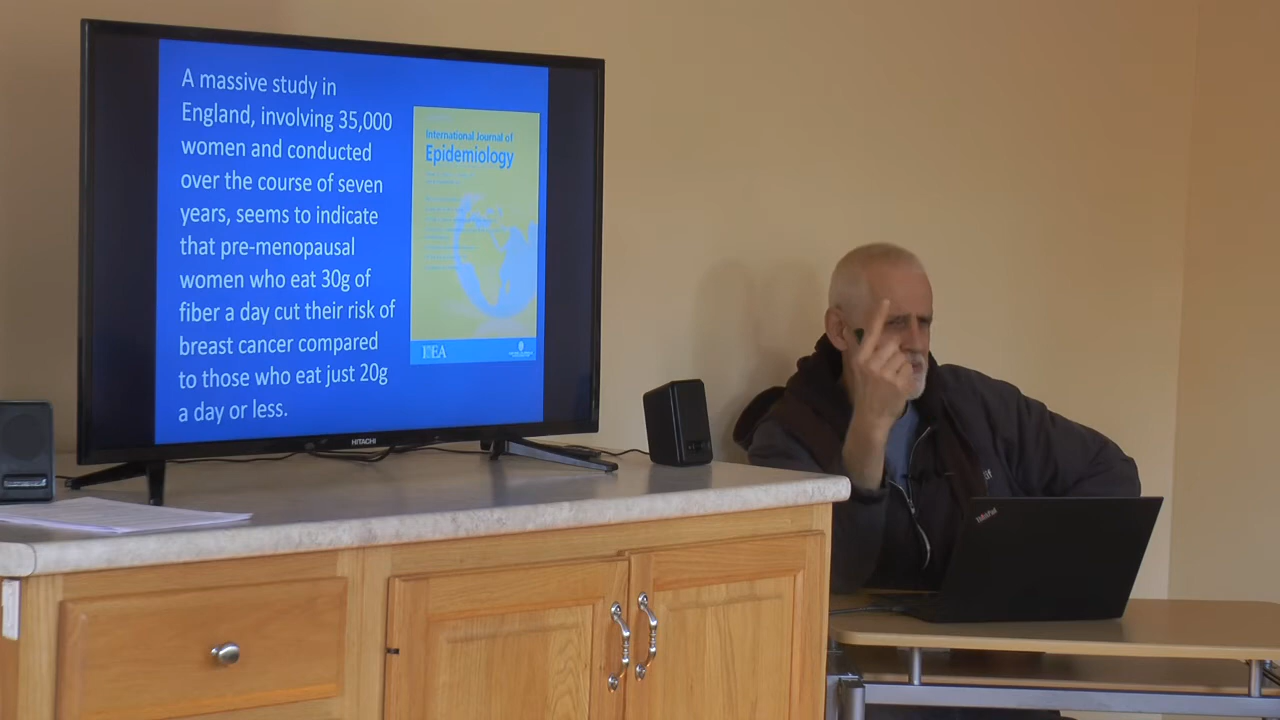 A massive study in
England, involving 35,000
women and conducted
over the course of seven
years, seems to indicate
that pre-menopausal
women who eat 30g of
fiber a day cut their risk of
breast cancer compared
to those who eat just 20g
a day or less.
International Journal of
Epidemiology
IEA
HITACHI
ThinkPad